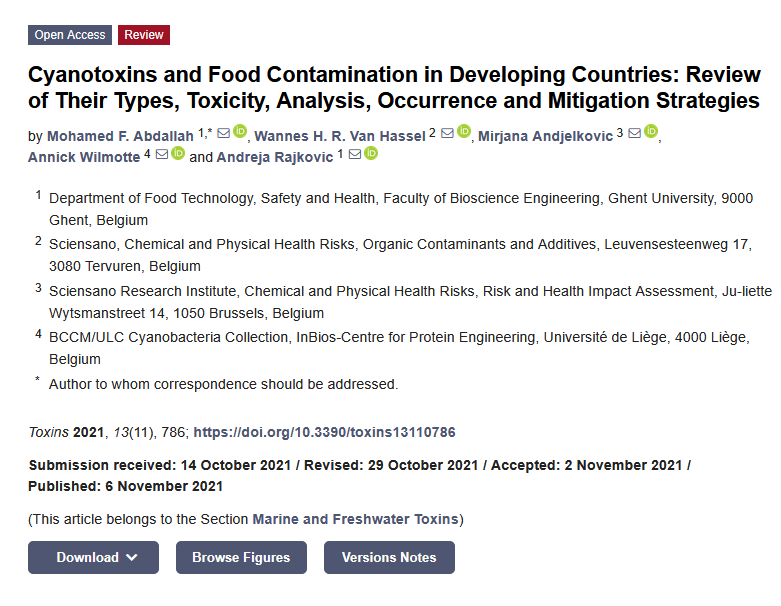 Open Access Review
Cyanotoxins and Food Contamination in Developing Countries: Review
of Their Types, Toxicity, Analysis, Occurrence and Mitigation Strategies
by Mohamed F. Abdallah 1,* iD, Wannes H. R. Van Hassel 2 iD, Mirjana Andjelkovic 3 iD,
Annick Wilmotte 4 iD and Andreja Rajkovic 1 iD
1 Department of Food Technology, Safety and Health, Faculty of Bioscience Engineering, Ghent University, 9000
Ghent, Belgium
2 Sciensano, Chemical and Physical Health Risks, Organic Contaminants and Additives, Leuvensesteenweg 17,
3080 Tervuren, Belgium
3 Sciensano Research Institute, Chemical and Physical Health Risks, Risk and Health Impact Assessment, Ju-liette
Wytsmanstreet 14, 1050 Brussels, Belgium
4 BCCM/ULC Cyanobacteria Collection, InBios-Centre for Protein Engineering, Université de Liège, 4000 Liège,
Belgium
* Author to whom correspondence should be addressed.
Toxins 2021, 13(11), 786; https://doi.org/10.3390/toxins13110786
Submission received: 14 October 2021 / Revised: 29 October 2021 / Accepted: 2 November 2021 /
Published: 6 November 2021
(This article belongs to the Section Marine and Freshwater Toxins)
Download Browse Figures Versions Notes